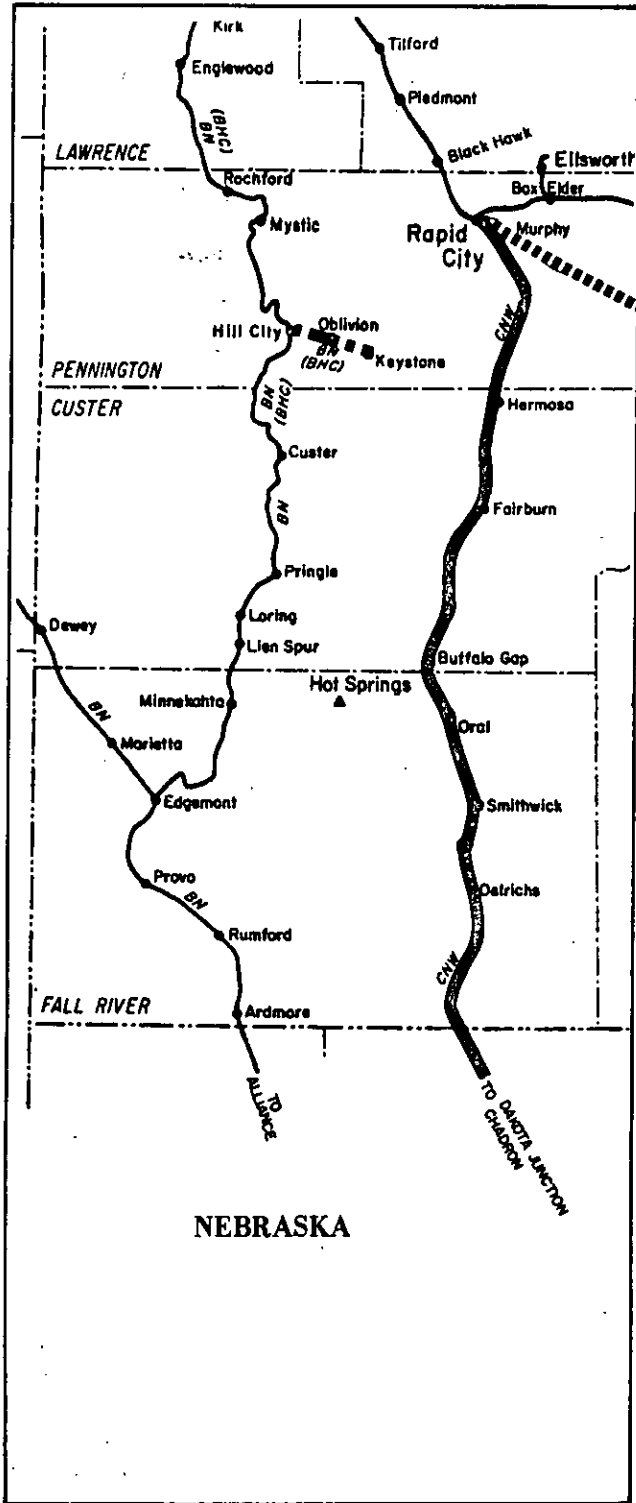 Kirk
Englewood
(BHC)
BN
LAWRENCE
Rochford
Mystic
Tilford
Piedmont
Black Hawk
Ellsworth
Box Elder
Rapid
City
Murphy
CNW
Hill City
Oblivion
BN
(BHC)
Keystone
PENNINGTON
CUSTER
BN
(BHC)
Hermosa
Custer
BN
Fairburn
Pringle
Dewey
Loring
Lien Spur
Buffalo Gap
Minnekahta
Hot Springs
BN
Marietta
Oral
Edgemont
Smithwick
Provo
BN
Oelrichs
Rumford
CNW
FALL RIVER
Ardmore
TO
ALLIANCE
TO DAKOTA JUNCTION
CHADRON
NEBRASKA